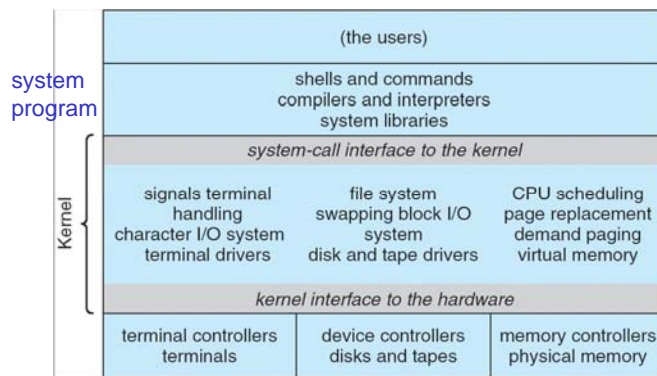 (the users)
system
program
shells and commands
compilers and interpreters
system libraries
system-call interface to the kernel
Kernel
signals terminal
handling
character I/O system
terminal drivers
file system
swapping block I/O
system
disk and tape drivers
CPU scheduling
page replacement
demand paging
virtual memory
kernel interface to the hardware
terminal controllers
terminals
device controllers
disks and tapes
memory controllers
physical memory